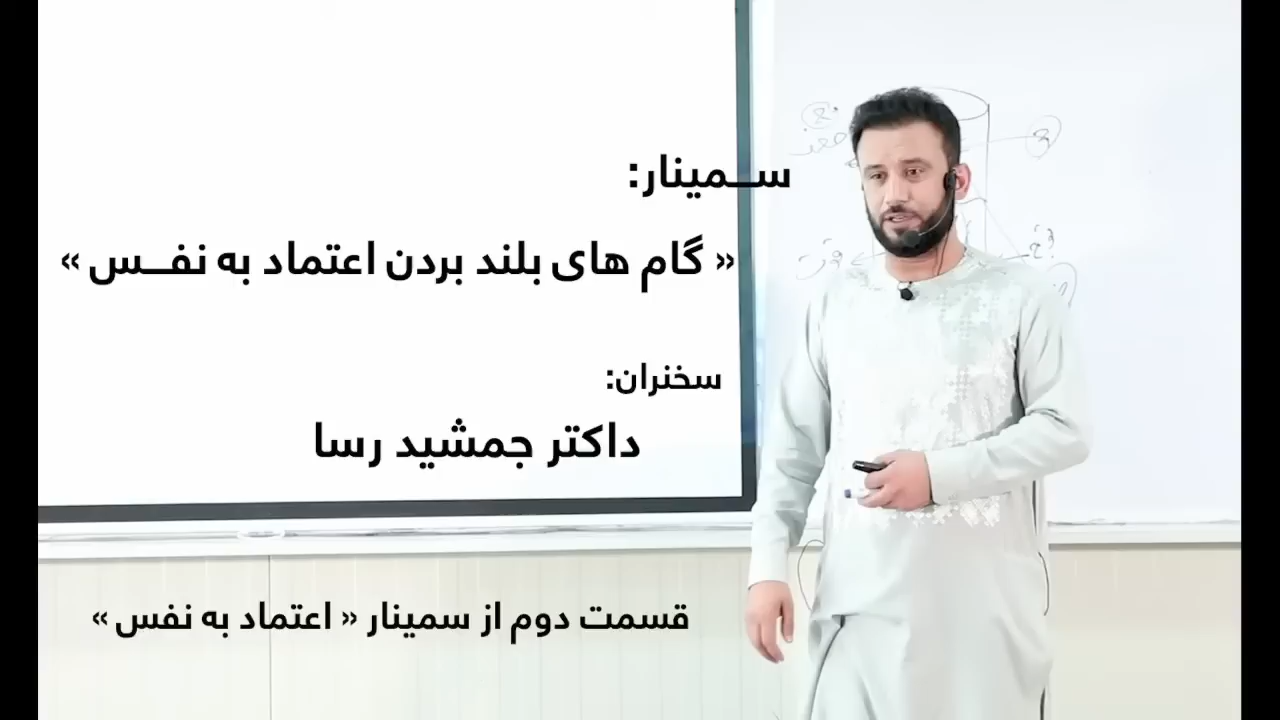 سـمینار:
« گام های بلند بردن اعتماد به نفـس »
سخنران:
داکتر جمشید رسا
قسمت دوم از سمینار « اعتماد به نفس »